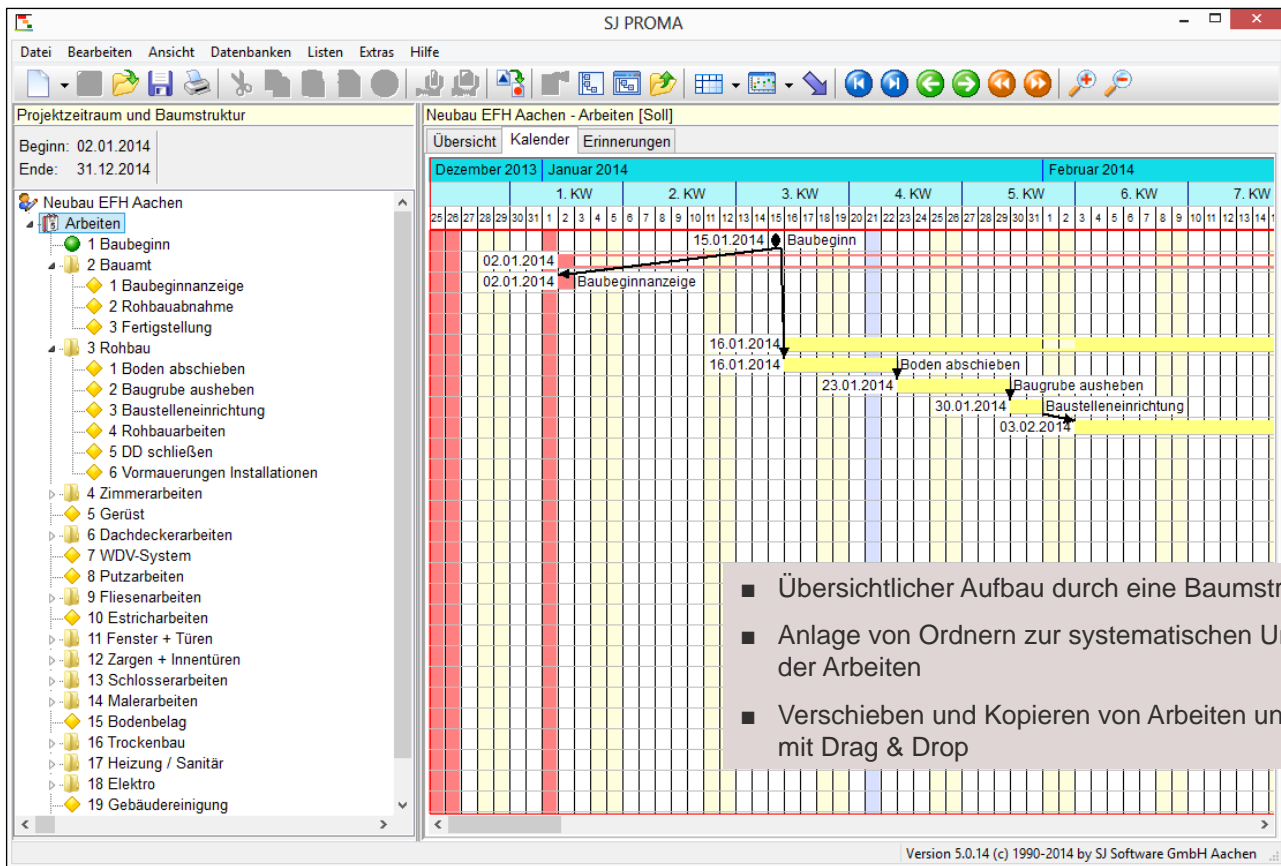 SJ PROMA
Datei Bearbeiten Ansicht Datenbanken Listen Extras Hilfe
Projektzeitraum und Baumstruktur
Beginn: 02.01.2014
Ende: 31.12.2014
Neubau EFH Aachen
Arbeiten
1 Baubeginn
2 Bauamt
1 Baubeginnanzeige
2 Rohbauabnahme
3 Fertigstellung
3 Rohbau
1 Boden abschieben
2 Baugrube ausheben
3 Baustelleneinrichtung
4 Rohbauarbeiten
5 DD schließen
6 Vormauerungen Installationen
4 Zimmerarbeiten
5 Gerüst
6 Dachdeckerarbeiten
7 WDV-System
8 Putzarbeiten
9 Fliesenarbeiten
10 Estricharbeiten
11 Fenster + Türen
12 Zargen + Innentüren
13 Schlosserarbeiten
14 Malerarbeiten
15 Bodenbelag
16 Trockenbau
17 Heizung / Sanitär
18 Elektro
19 Gebäudereinigung
Neubau EFH Aachen - Arbeiten [Soll]
Übersicht Kalender Erinnerungen
Dezember 2013 Januar 2014 Februar 2014
1. KW 2. KW 3. KW 4. KW 5. KW 6. KW 7. KW
25 26 27 28 29 30 31 1 2 3 4 5 6 7 8 9 10 11 12 13 14 15 16 17 18 19 20 21 22 23 24 25 26 27 28 29 30 31 1 2 3 4 5 6 7 8 9 10 11 12 13 14
15.01.2014 Baubeginn
02.01.2014
02.01.2014 Baubeginnanzeige
16.01.2014
16.01.2014 Boden abschieben
23.01.2014 Baugrube ausheben
30.01.2014 Baustelleneinrichtung
03.02.2014
■ Übersichtlicher Aufbau durch eine Baumstr
■ Anlage von Ordnern zur systematischen
der Arbeiten
■ Verschieben und Kopieren von Arbeiten un
mit Drag & Drop
Version 5.0.14 (c) 1990-2014 by SJ Software GmbH Aachen